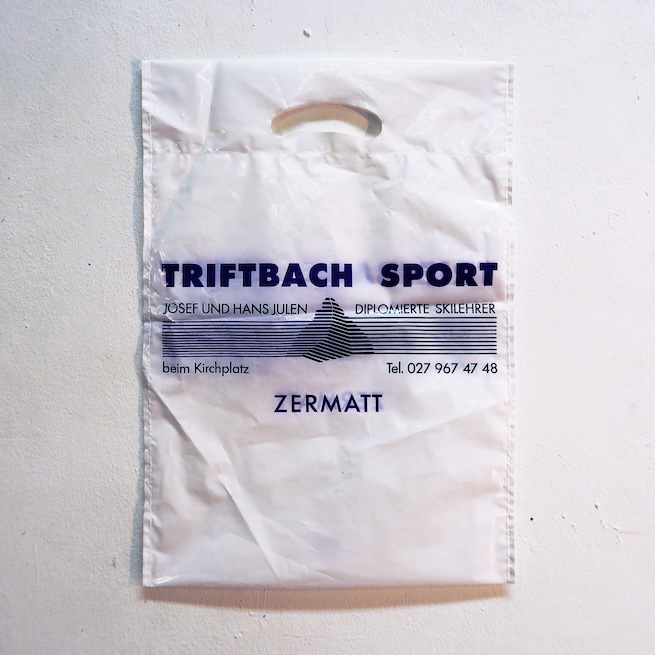 TRIFTBACH SPORT
JOSEF UND HANS JULEN DIPLOMIERTE SKILEHRER
beim Kirchplatz Tel. 027 967 47 48
ZERMATT